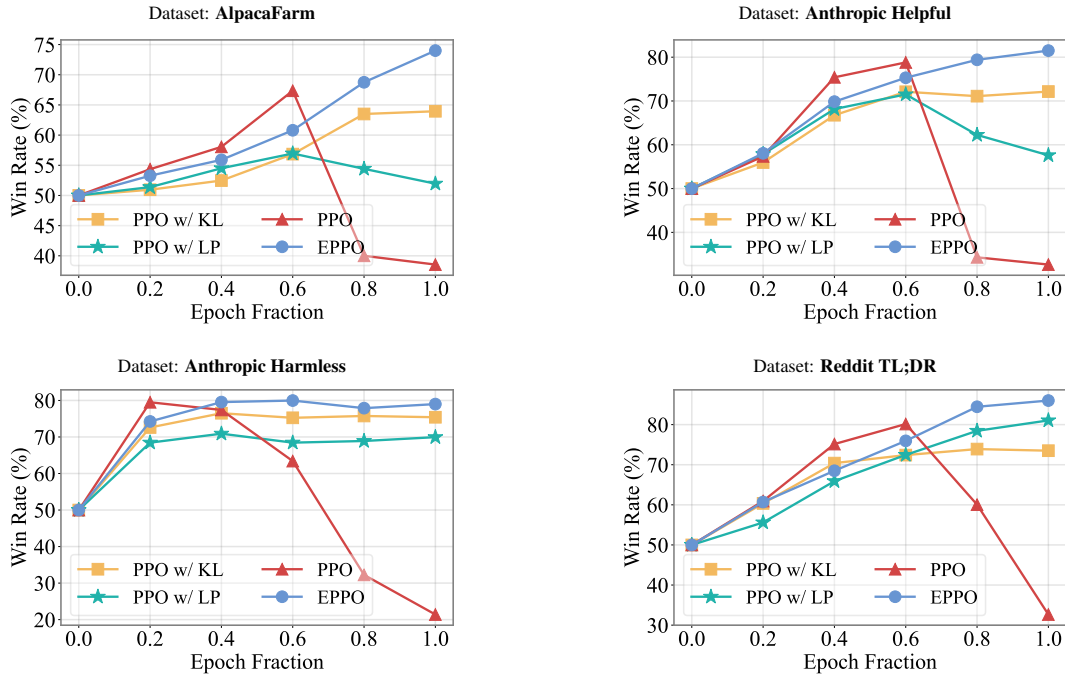 Dataset: AlpacaFarm
Win Rate (%)
75
70
65
60
55
50
45
40
PPO w/ KL
PPO
PPO w/ LP
EPPO
0.0 0.2 0.4 0.6 0.8 1.0
Epoch Fraction
Dataset: Anthropic Helpful
Win Rate (%)
80
70
60
50
40
PPO w/ KL
PPO
PPO w/ LP
EPPO
0.0 0.2 0.4 0.6 0.8 1.0
Epoch Fraction
Dataset: Anthropic Harmless
Win Rate (%)
80
70
60
50
40
30
20
PPO w/ KL
PPO
PPO w/ LP
EPPO
0.0 0.2 0.4 0.6 0.8 1.0
Epoch Fraction
Dataset: Reddit TL;DR
Win Rate (%)
80
70
60
50
40
30
PPO w/ KL
PPO
PPO w/ LP
EPPO
0.0 0.2 0.4 0.6 0.8 1.0
Epoch Fraction